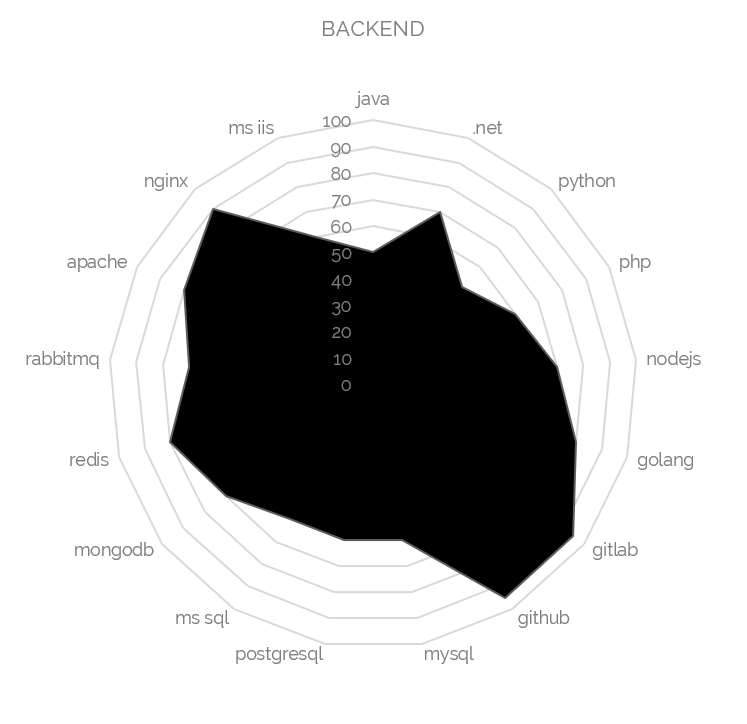 BACKEND
java
.net
python
php
nodejs
golang
gitlab
github
mysql
postgresql
ms sql
mongodb
redis
rabbitmq
apache
nginx
ms iis
100
90
80
70
60
50
40
30
20
10
0